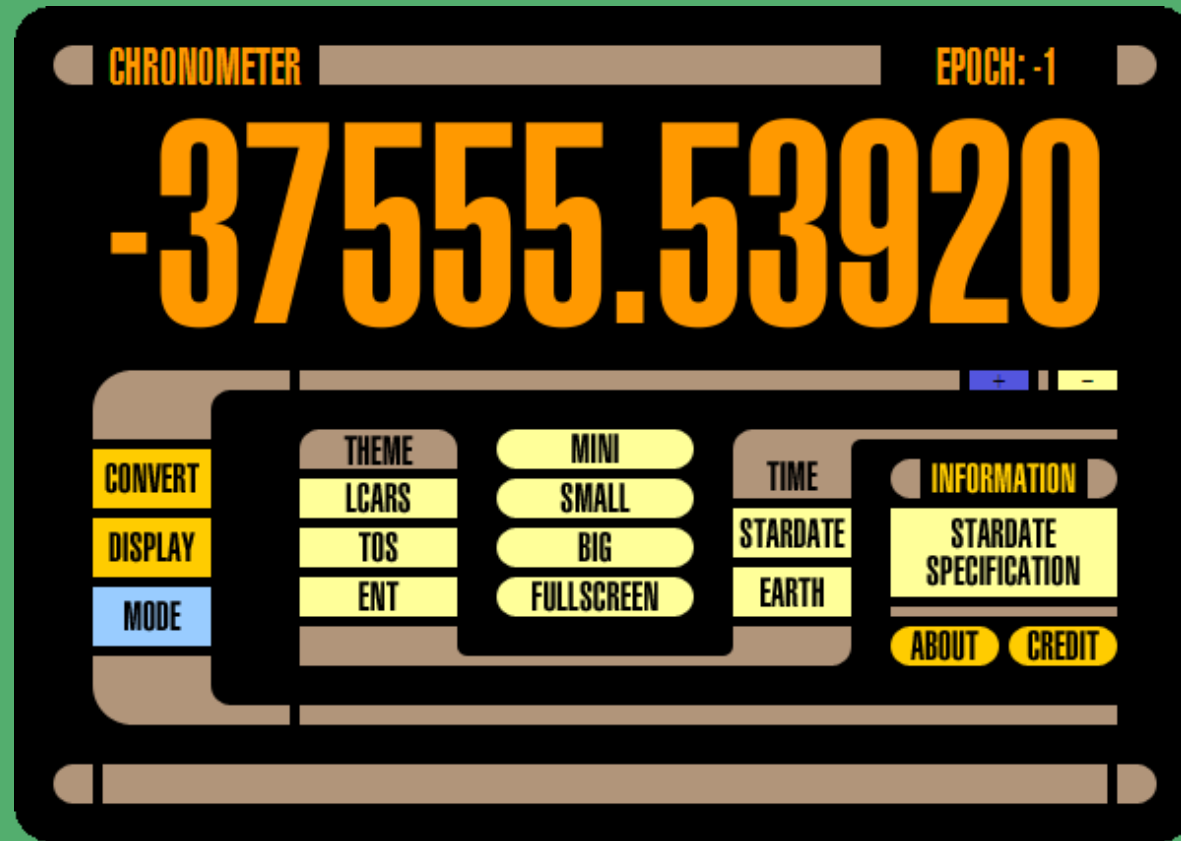 CHRONOMETER
EPOCH: -1
-37555.53920
+
-
CONVERT
DISPLAY
MODE
THEME
LCARS
TOS
ENT
MINI
SMALL
BIG
FULLSCREEN
TIME
STARDATE
EARTH
INFORMATION
STARDATE
SPECIFICATION
ABOUT
CREDIT